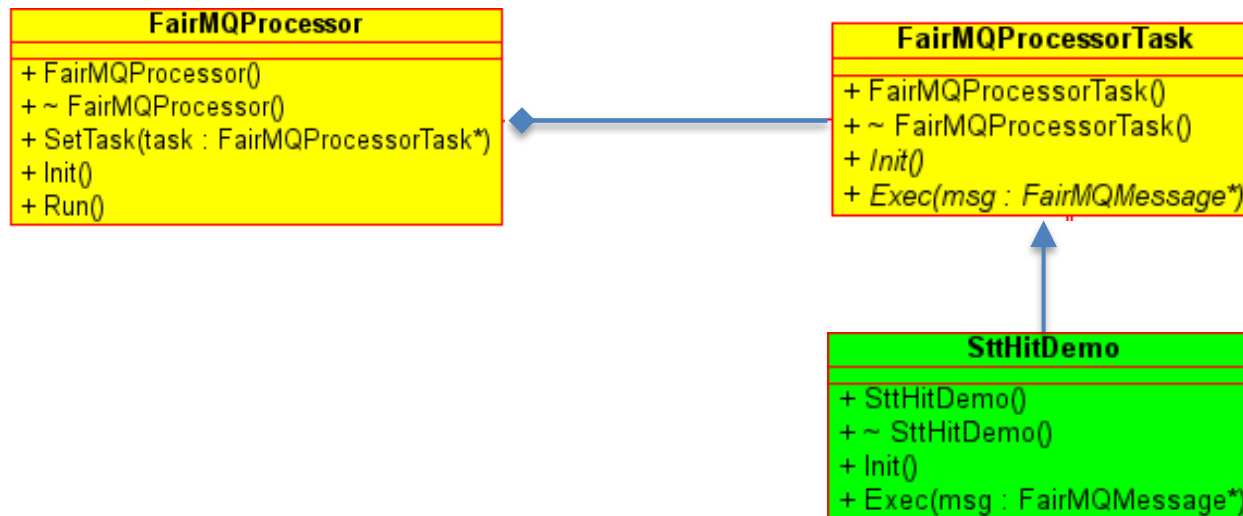 FairMQProcessor
+ FairMQProcessor()
+ ~ FairMQProcessor()
+ SetTask(task : FairMQProcessorTask*)
+ Init()
+ Run()
FairMQProcessorTask
+ FairMQProcessorTask()
+ ~ FairMQProcessorTask()
+ Init()
+ Exec(msg : FairMQMessage*)
SttHitDemo
+ SttHitDemo()
+ ~ SttHitDemo()
+ Init()
+ Exec(msg : FairMQMessage*)